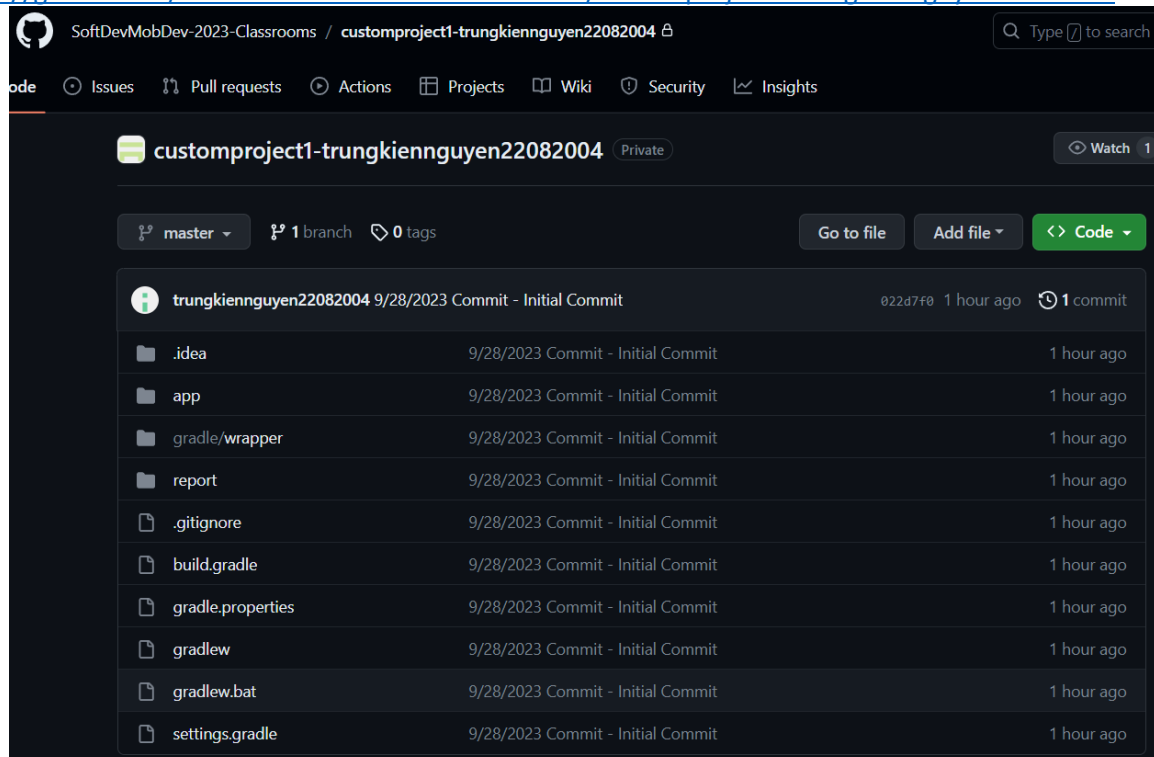 SoftDevMobDev-2023-Classrooms / customproject1-trungkiennguyen22082004
Type / to search
ode Issues Pull requests Actions Projects Wiki Security Insights
customproject1-trungkiennguyen22082004 Private
Watch 1
master 1 branch 0 tags Go to file Add file <> Code
trungkiennguyen22082004 9/28/2023 Commit - Initial Commit 022d7f0 1 hour ago 1 commit
.idea 9/28/2023 Commit - Initial Commit 1 hour ago
app 9/28/2023 Commit - Initial Commit 1 hour ago
gradle/wrapper 9/28/2023 Commit - Initial Commit 1 hour ago
report 9/28/2023 Commit - Initial Commit 1 hour ago
.gitignore 9/28/2023 Commit - Initial Commit 1 hour ago
build.gradle 9/28/2023 Commit - Initial Commit 1 hour ago
gradle.properties 9/28/2023 Commit - Initial Commit 1 hour ago
gradlew 9/28/2023 Commit - Initial Commit 1 hour ago
gradlew.bat 9/28/2023 Commit - Initial Commit 1 hour ago
settings.gradle 9/28/2023 Commit - Initial Commit 1 hour ago